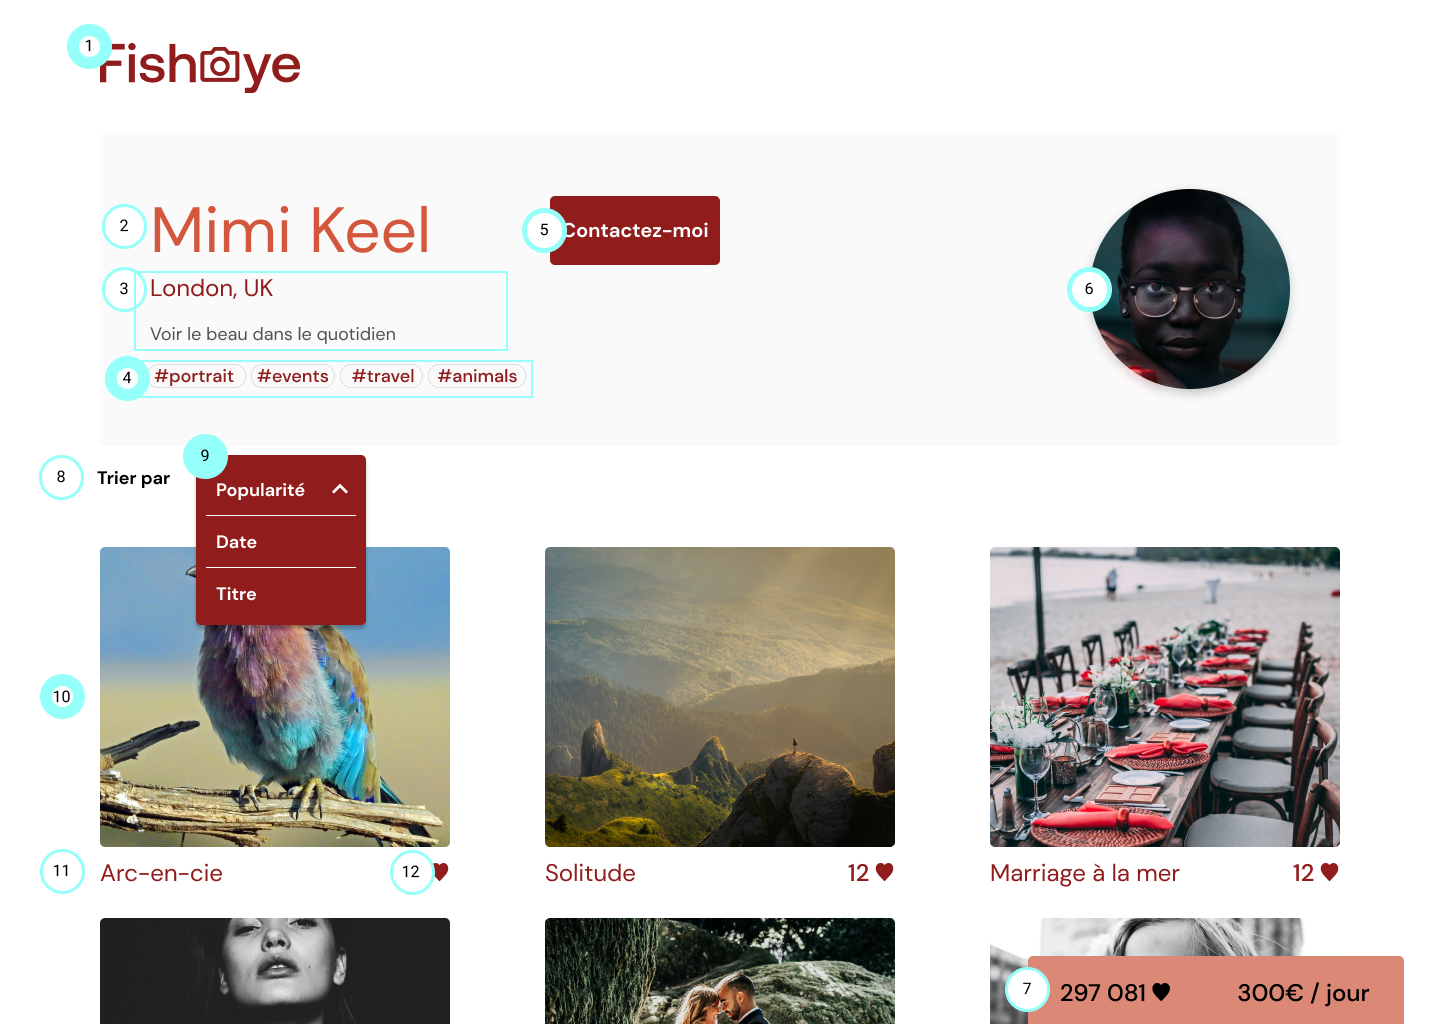 1
Fisheye
2
Mimi Keel
5
Contactez-moi
6
3
London, UK
Voir le beau dans le quotidien
4
#portrait #events #travel #animals
8
Trier par
9
Popularité
Date
Titre
10
11
Arc-en-cie
12
Solitude
12
Marriage à la mer
12
7
297 081
300€ / jour